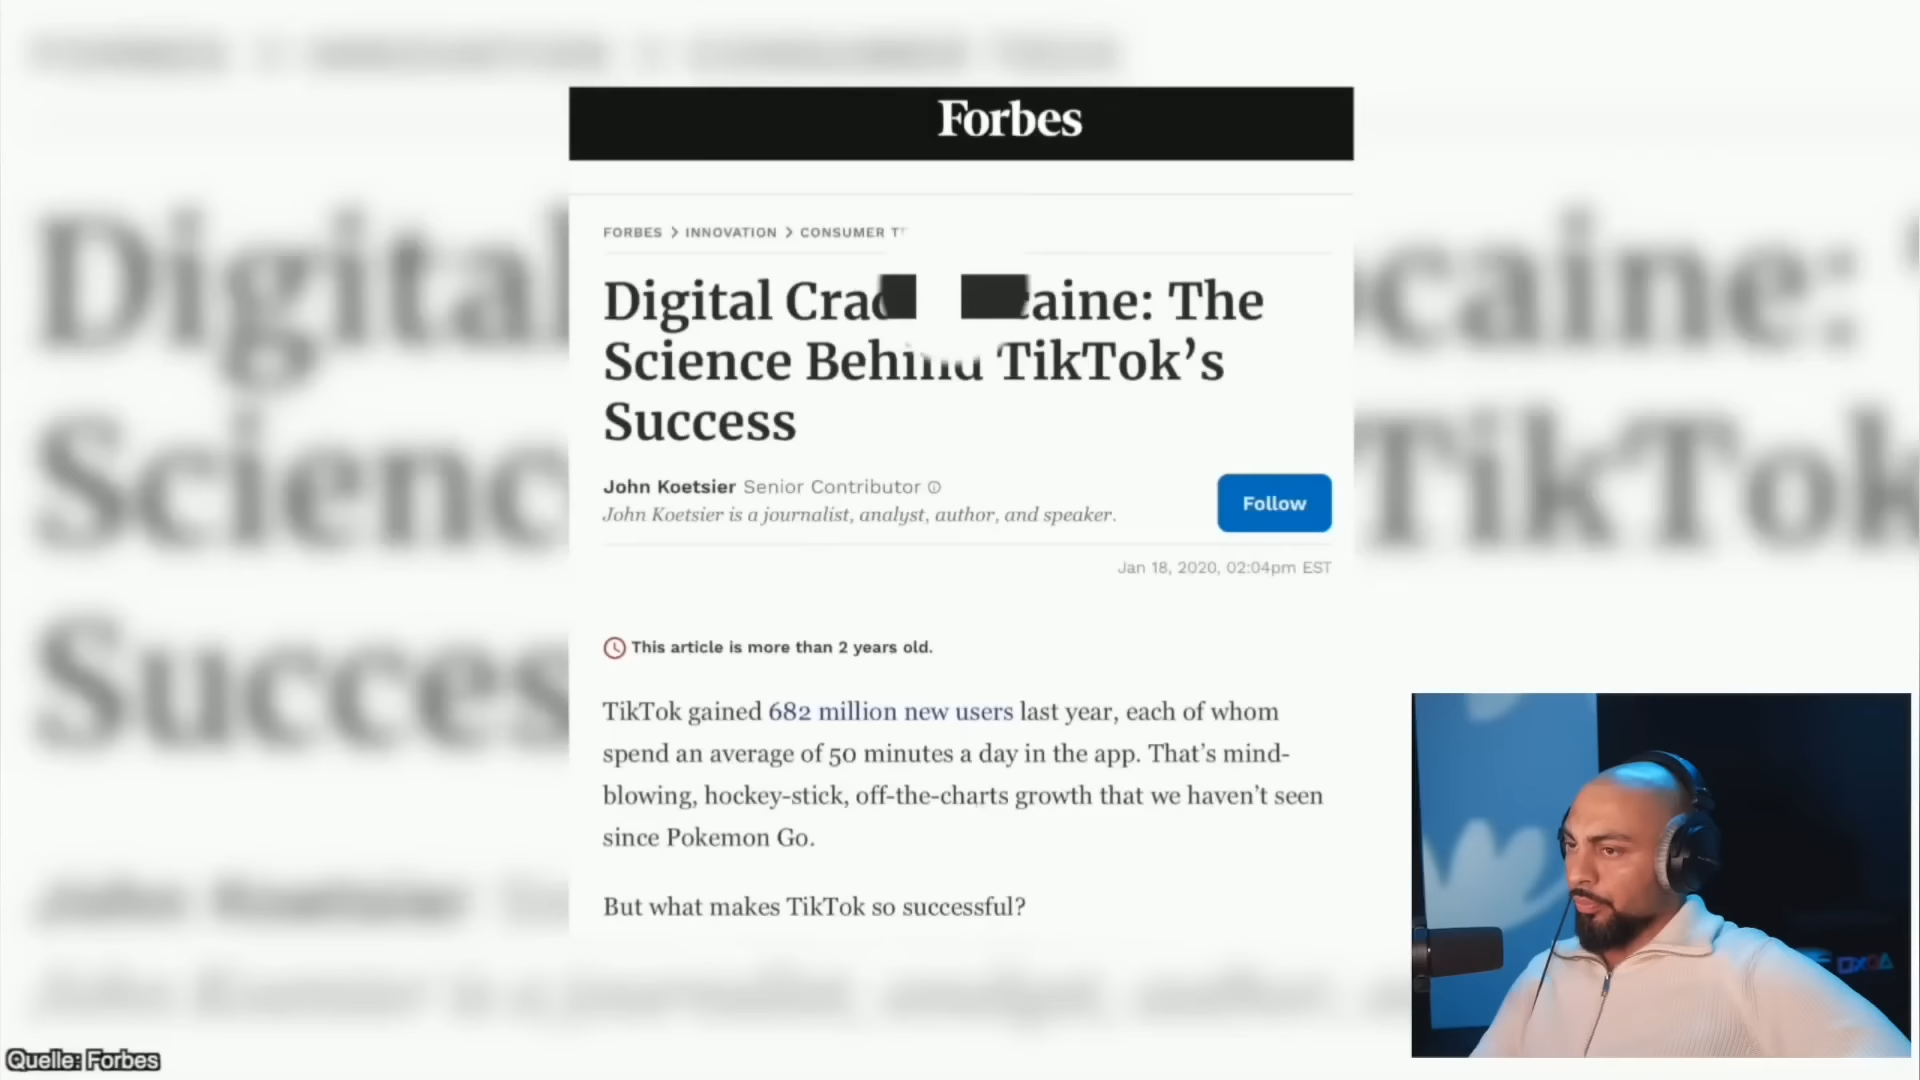 Forbes
FORBES > INNOVATION > CONSUMER
Digital caine: The
Science Behind TikTok’s
Success
John Koetsier Senior Contributor
John Koetsier is a journalist, analyst, author, and speaker.
Follow
Jan 18, 2020, 02:04pm EST
This article is more than 2 years old.
TikTok gained 682 million new users last year, each of whom
spend an average of 50 minutes a day in the app. That’s mind-
blowing, hockey-stick, off-the-charts growth that we haven’t seen
since Pokemon Go.
But what makes TikTok so successful?
Quelle: Forbes